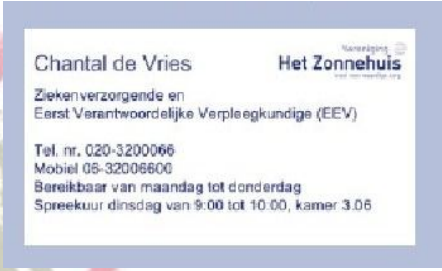 Chantal de Vries
Vereniging
Het Zonnehuis
Ziekenverzorgende en
Eerst Verantwoordelijke Verpleegkundige (EEV)
Tel. nr. 020-3200066
Mobiel 06-32006600
Bereikbaar van maandag tot donderdag
Spreekuur dinsdag van 9:00 tot 10:00, kamer 3.06